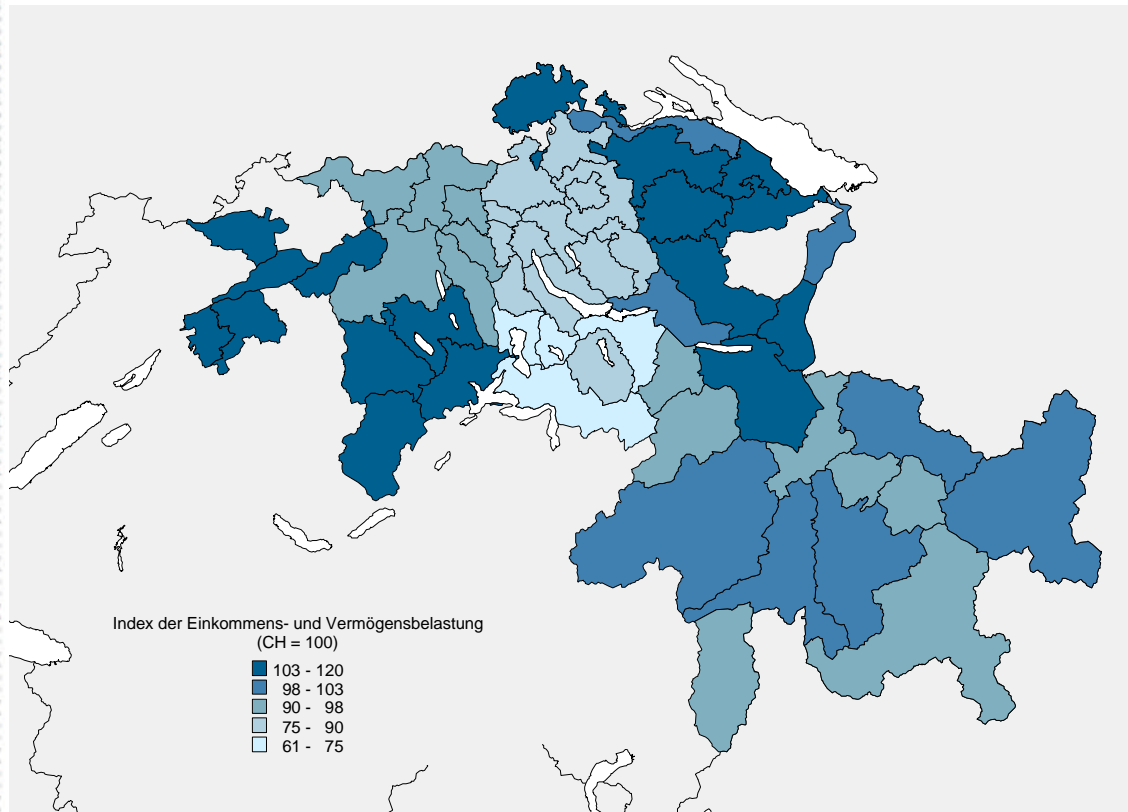 Index der Einkommens- und Vermögensbelastung
(CH = 100)
103 - 120
98 - 103
90 - 98
75 - 90
61 - 75